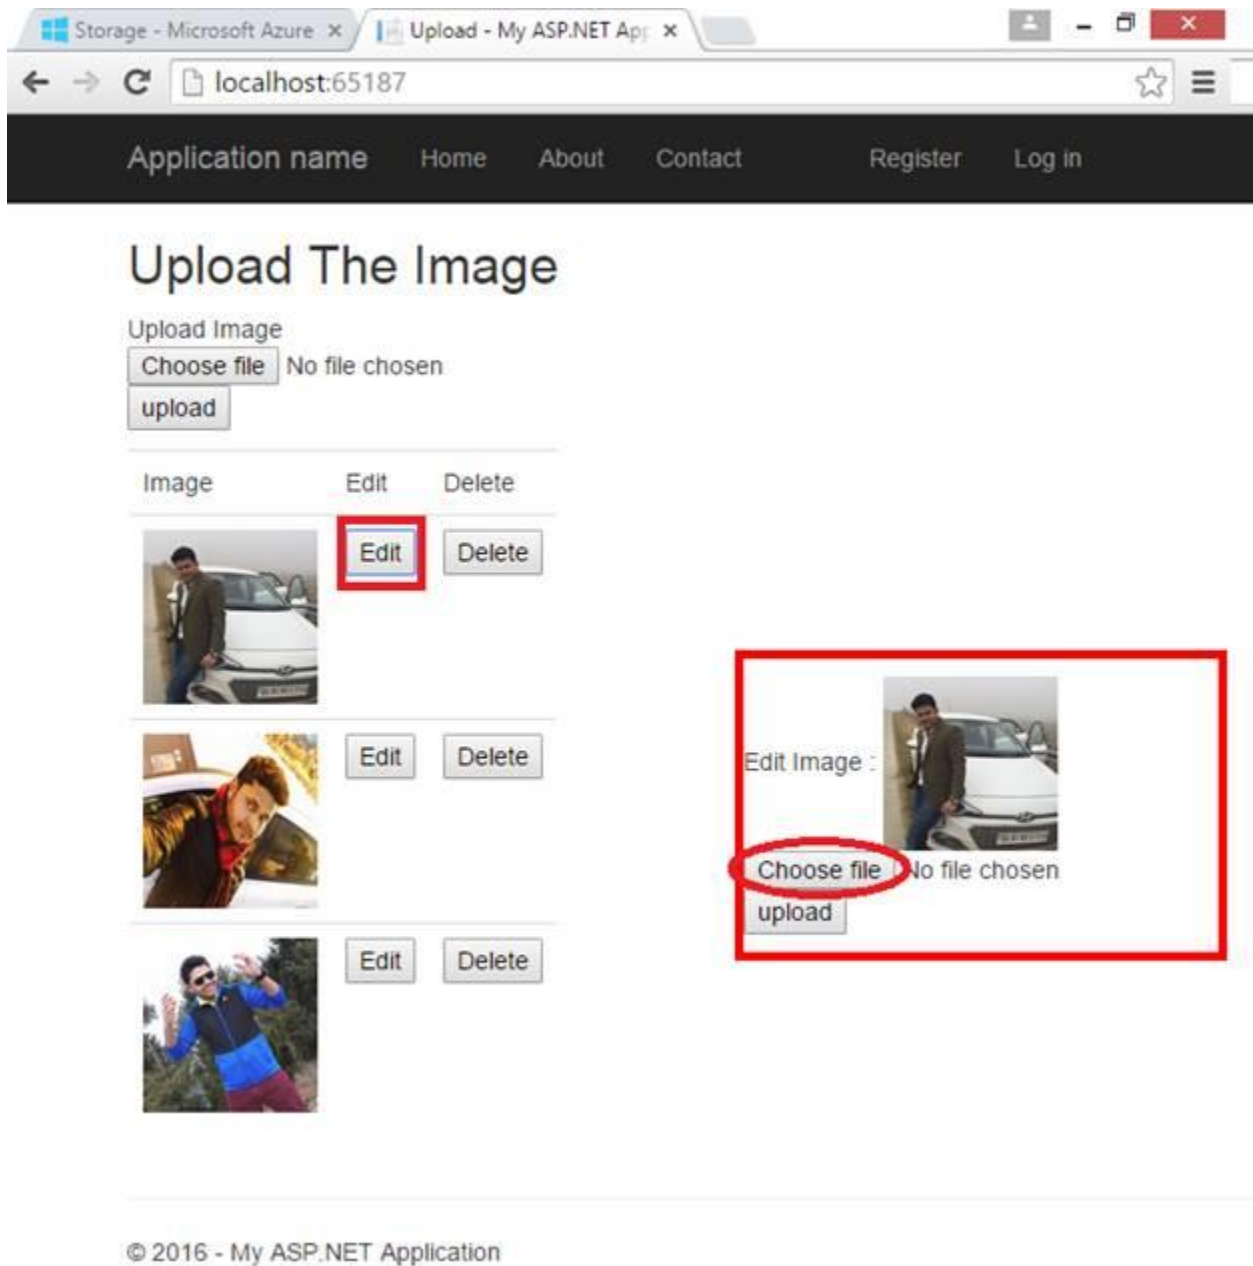 Storage - Microsoft Azure
Upload - My ASP.NET App
localhost:65187
Application name Home About Contact Register Log in
Upload The Image
Upload Image
Choose file No file chosen
upload
Image Edit Delete
Edit Delete
Edit Delete
Edit Delete
Edit Image :
Choose file No file chosen
upload
© 2016 - My ASP.NET Application